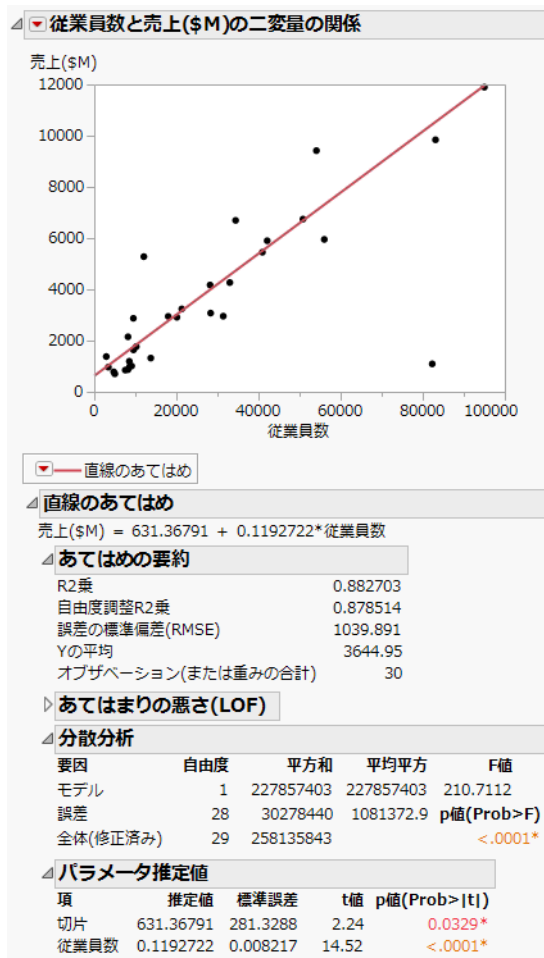 従業員数と売上($M)の二変量の関係
売上($M)
12000
10000
8000
6000
4000
2000
0
0 20000 40000 60000 80000 100000
従業員数
直線のあてはめ
直線のあてはめ
売上($M) = 631.36791 + 0.1192722*従業員数
あてはめの要約
R2乗 0.882703
自由度調整R2乗 0.878514
誤差の標準偏差(RMSE) 1039.891
Yの平均 3644.95
オブザベーション(または重みの合計) 30
あてはまりの悪さ(LOF)
分散分析
要因 自由度 平方和 平均平方 F値
モデル 1 227857403 227857403 210.7112
誤差 28 30278440 1081372.9 p値(Prob>F)
全体(修正済み) 29 258135843 <.0001*
パラメータ推定値
項 推定値 標準誤差 t値 p値(Prob>|t|)
切片 631.36791 281.3288 2.24 0.0329*
従業員数 0.1192722 0.008217 14.52 <.0001*